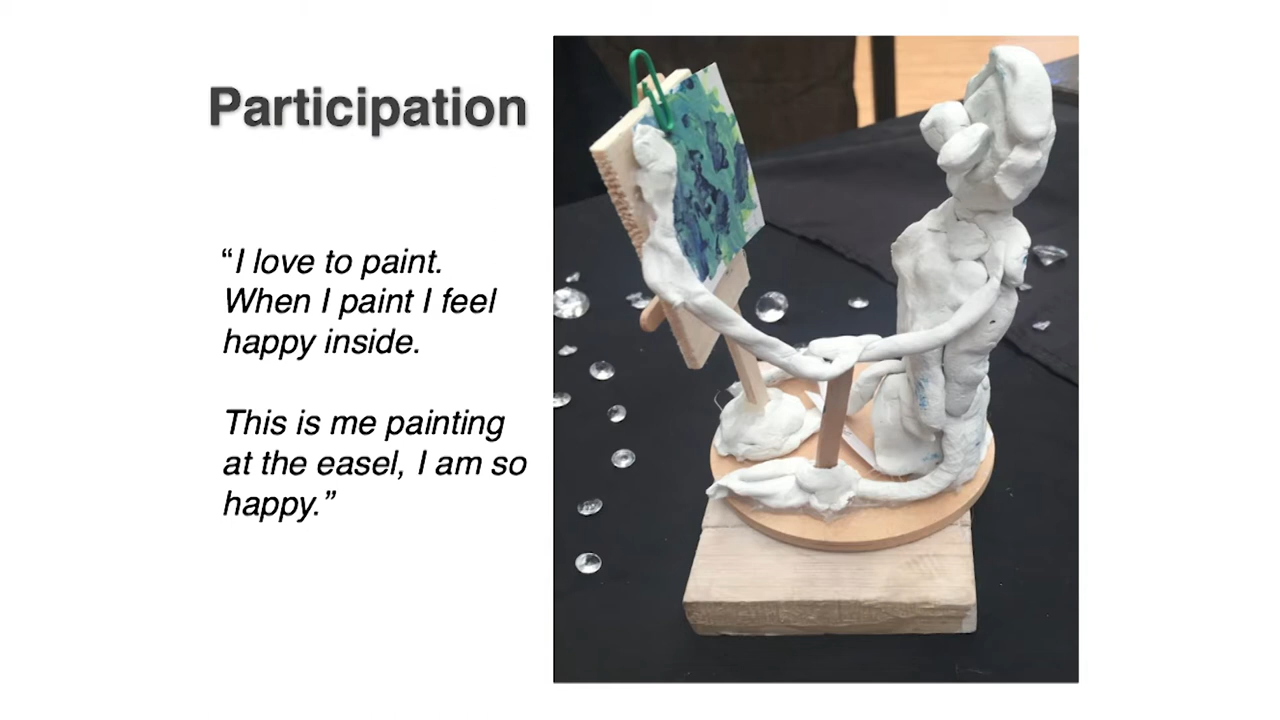 Participation
“I love to paint.
When I paint I feel
happy inside.
This is me painting
at the easel, I am so
happy.”